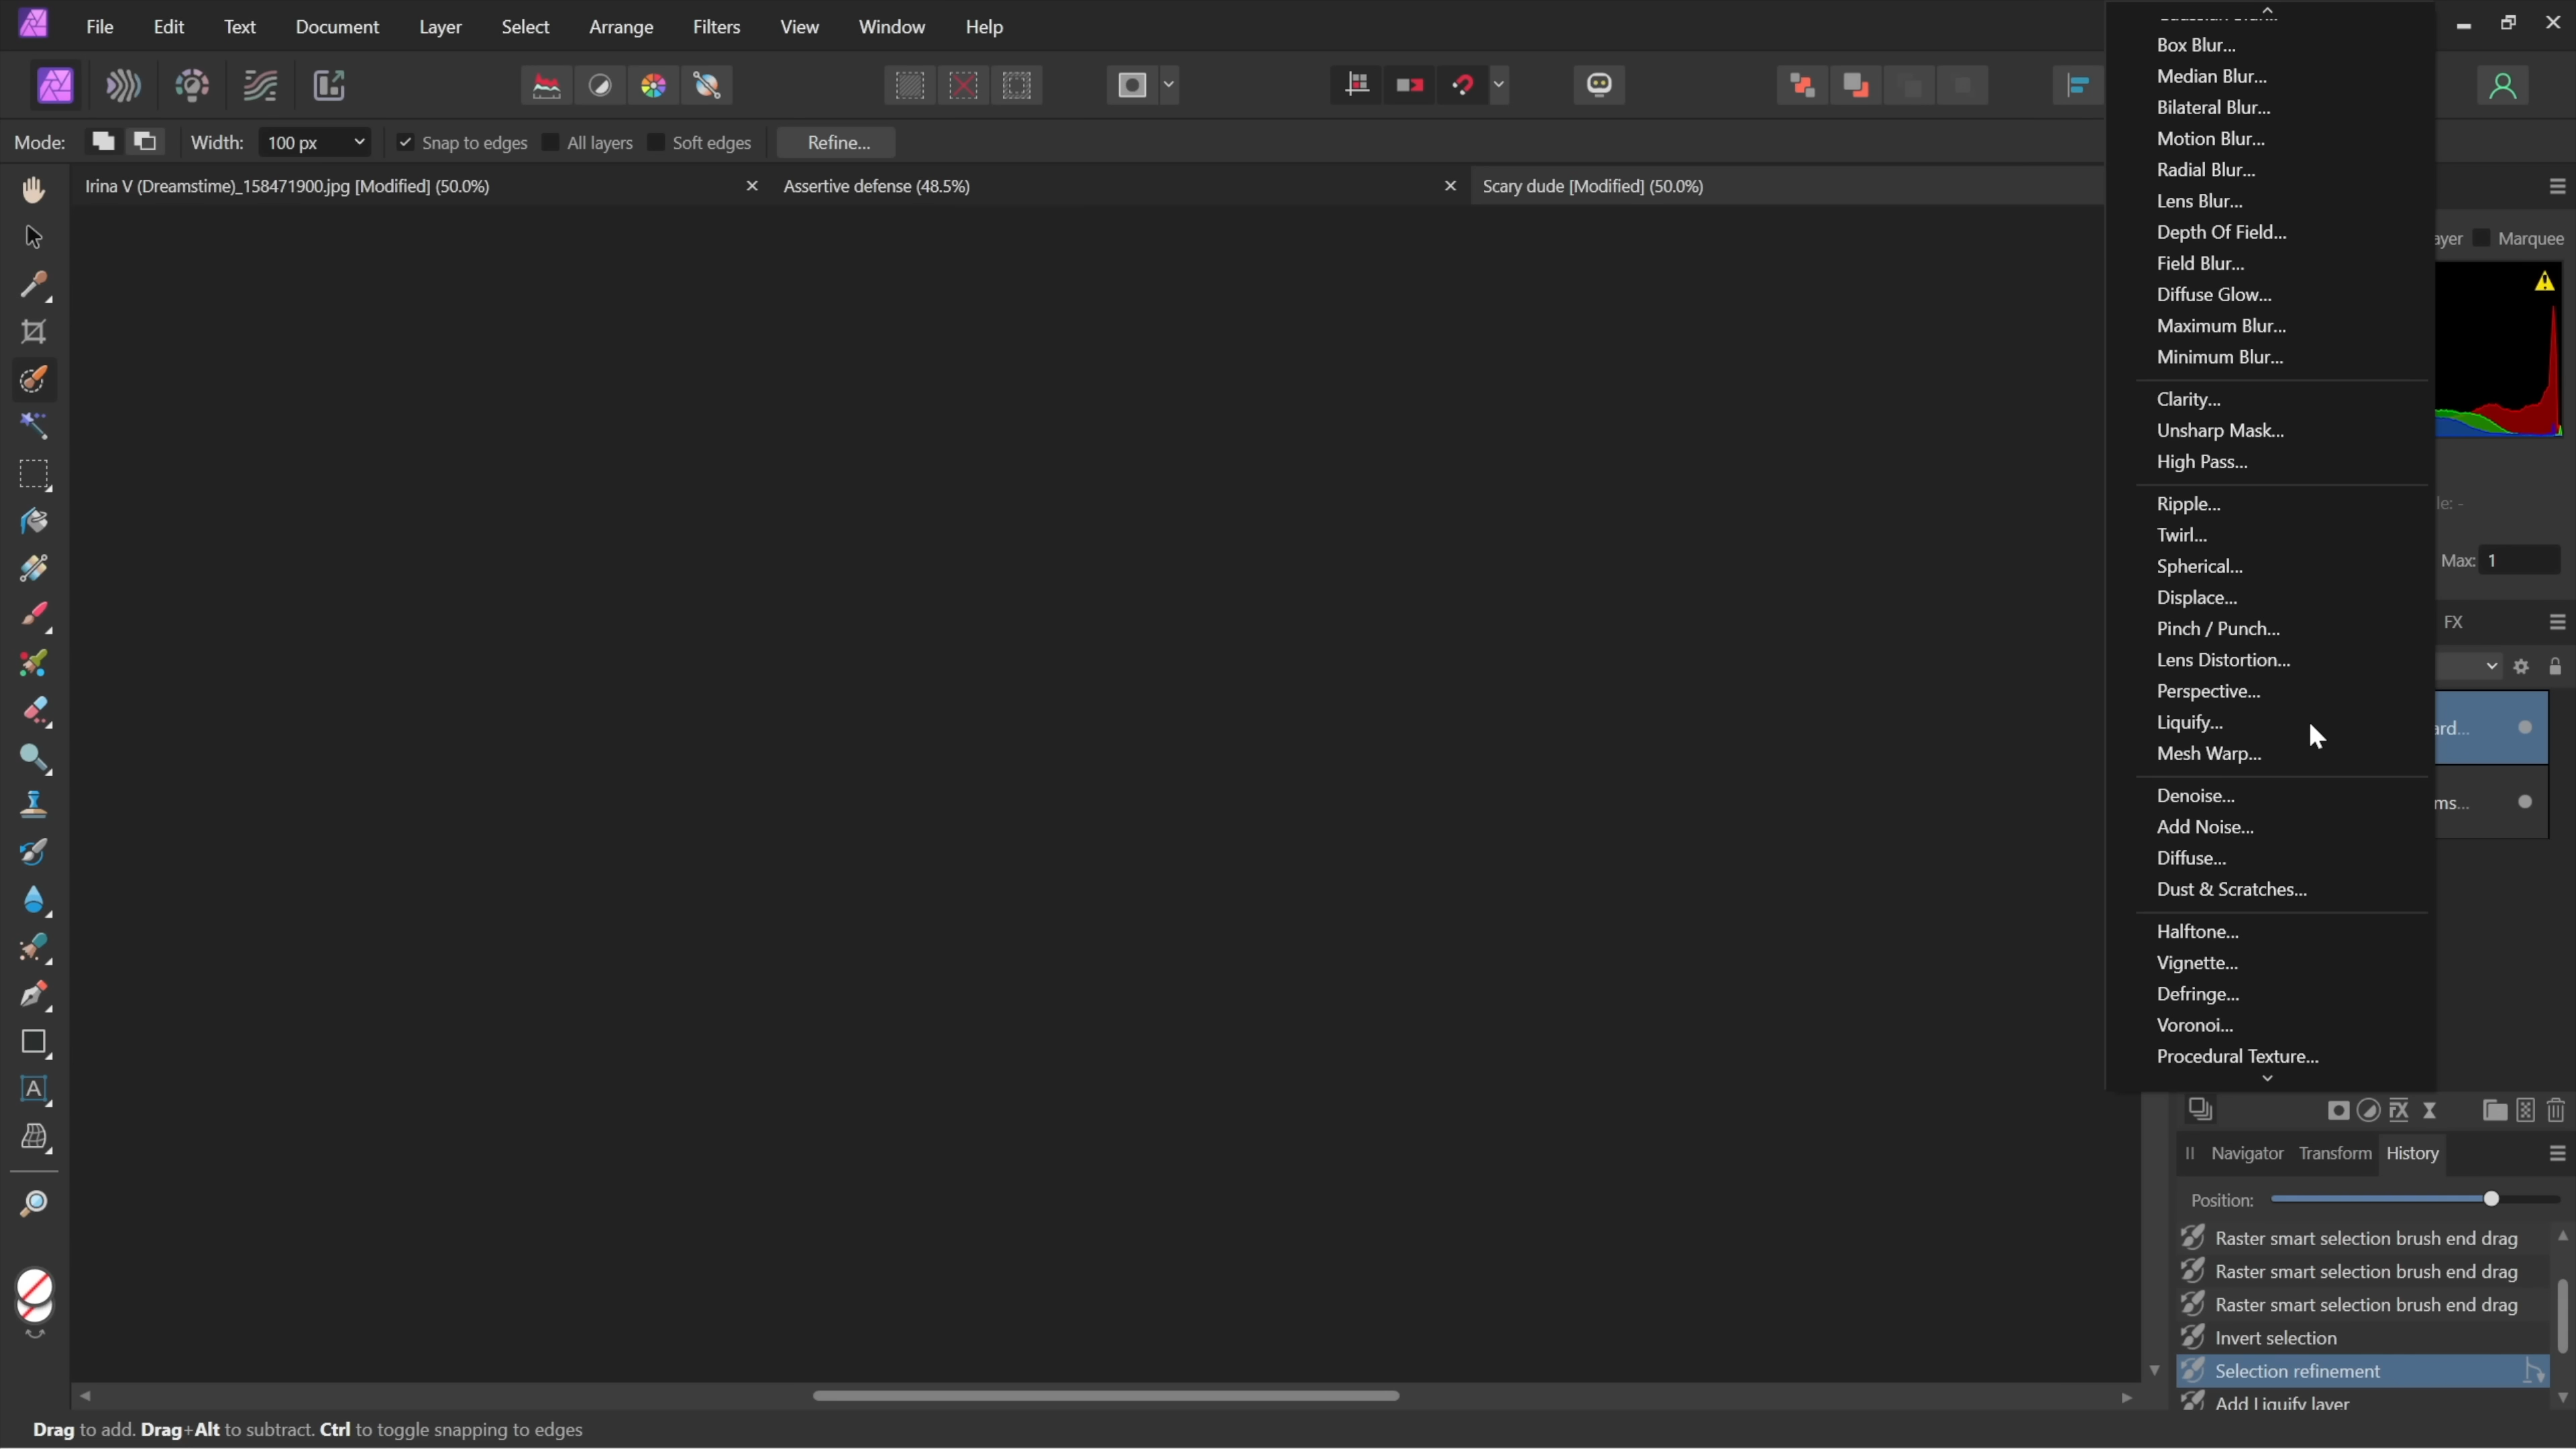 File Edit Text Document Layer Select Arrange Filters View Window Help
Mode: Width: 100 px Snap to edges All layers Soft edges Refine...
Irina V (Dreamstime)_158471900.jpg [Modified] (50.0%) Assertive defense (48.5%) Scary dude [Modified] (50.0%)
Box Blur...
Median Blur...
Bilateral Blur...
Motion Blur...
Radial Blur...
Lens Blur...
Depth Of Field...
Field Blur...
Diffuse Glow...
Maximum Blur...
Minimum Blur...
Clarity...
Unsharp Mask...
High Pass...
Ripple...
Twirl...
Spherical...
Displace...
Pinch / Punch...
Lens Distortion...
Perspective...
Liquify...
Mesh Warp...
Denoise...
Add Noise...
Diffuse...
Dust & Scratches...
Halftone...
Vignette...
Defringe...
Voronoi...
Procedural Texture...
ayer Marquee
le: -
Max: 1
FX
ard...
ms...
Navigator Transform History
Position:
Raster smart selection brush end drag
Raster smart selection brush end drag
Raster smart selection brush end drag
Invert selection
Selection refinement
Add Liquify layer
Drag to add. Drag+Alt to subtract. Ctrl to toggle snapping to edges